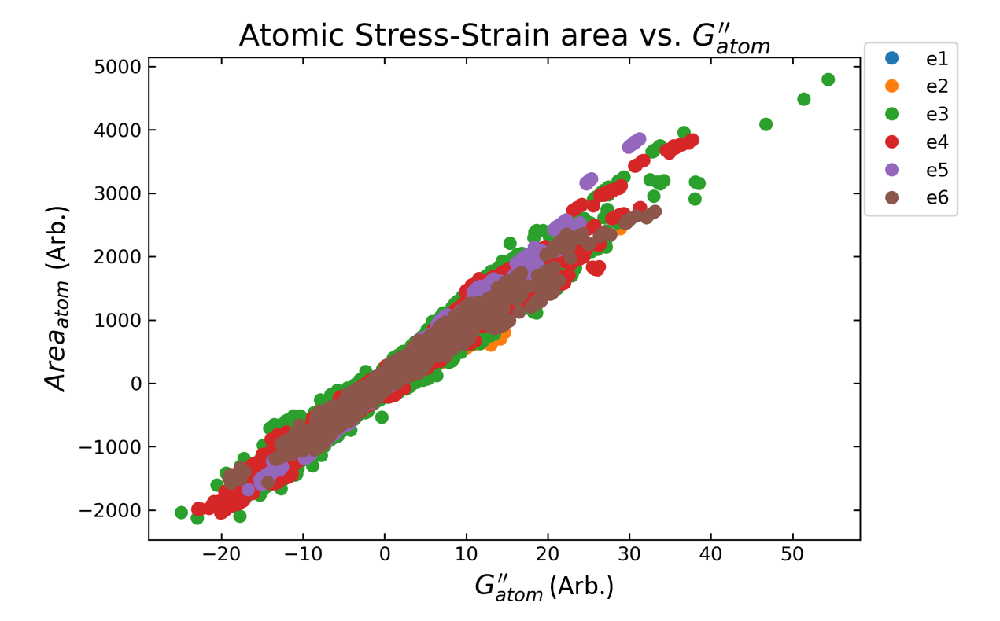 Atomic Stress-Strain area vs. G″atom
e1
e2
e3
e4
e5
e6
5000
4000
3000
2000
1000
0
−1000
−2000
Areaatom (Arb.)
−20 −10 0 10 20 30 40 50
G″atom (Arb.)